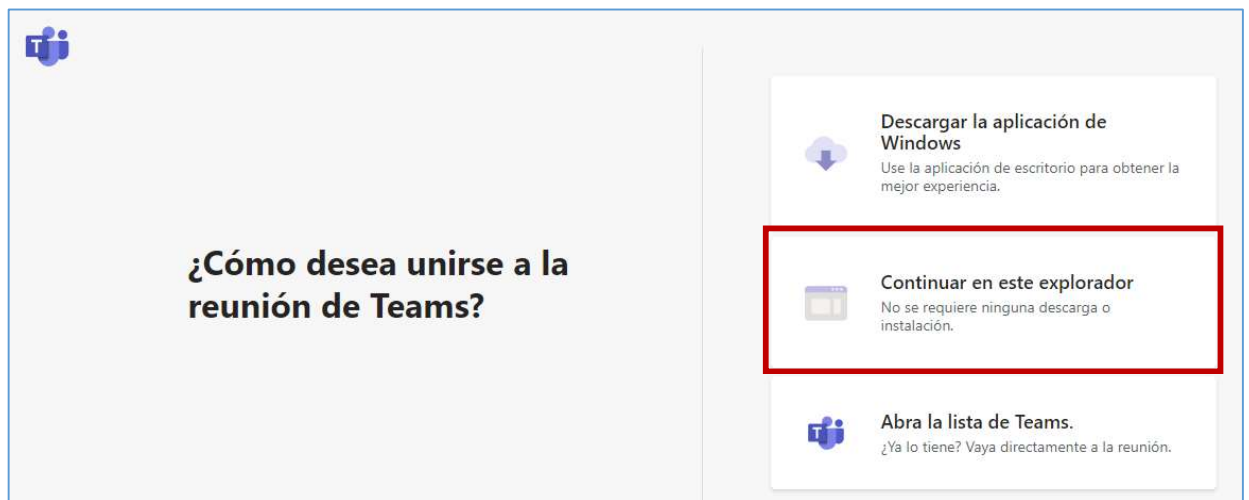 ¿Cómo desea unirse a la
reunión de Teams?
Descargar la aplicación de
Windows
Use la aplicación de escritorio para obtener la
mejor experiencia.
Continuar en este explorador
No se requiere ninguna descarga o
instalación.
Abra la lista de Teams.
¿Ya lo tiene? Vaya directamente a la reunión.